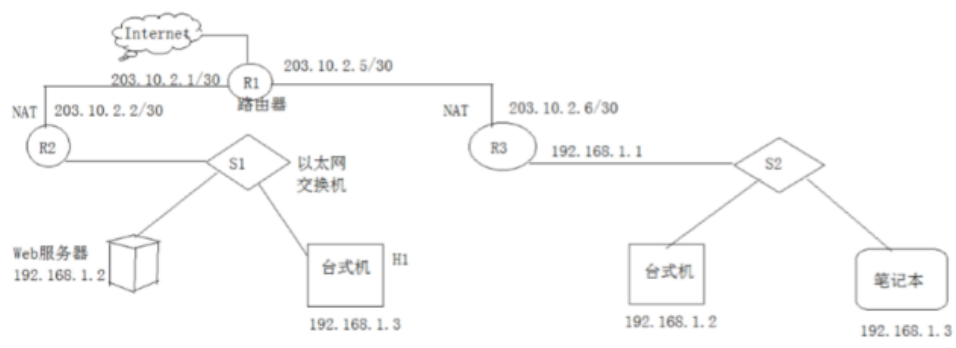 Internet
203.10.2.5/30
203.10.2.1/30
R1
路由器
NAT
203.10.2.2/30
NAT
203.10.2.6/30
R2
S1
以太网
交换机
R3
192.168.1.1
S2
Web服务器
192.168.1.2
台式机
H1
192.168.1.3
台式机
192.168.1.2
笔记本
192.168.1.3